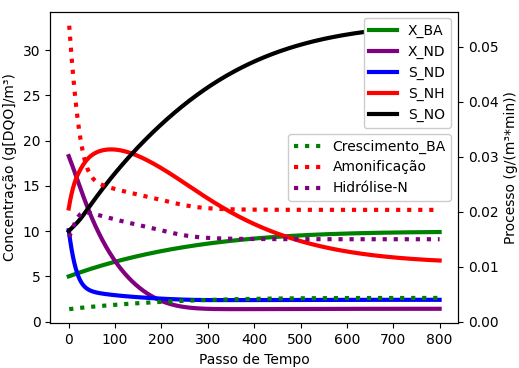 X_BA
X_ND
S_ND
S_NH
S_NO
Crescimento_BA
Amonificação
Hidrólise-N
Concentração (g[DQO]/m³)
30
25
20
15
10
5
0
0.05
0.04
0.03
0.02
0.01
0.00
Processo (g/(m³*min))
0 100 200 300 400 500 600 700 800
Passo de Tempo